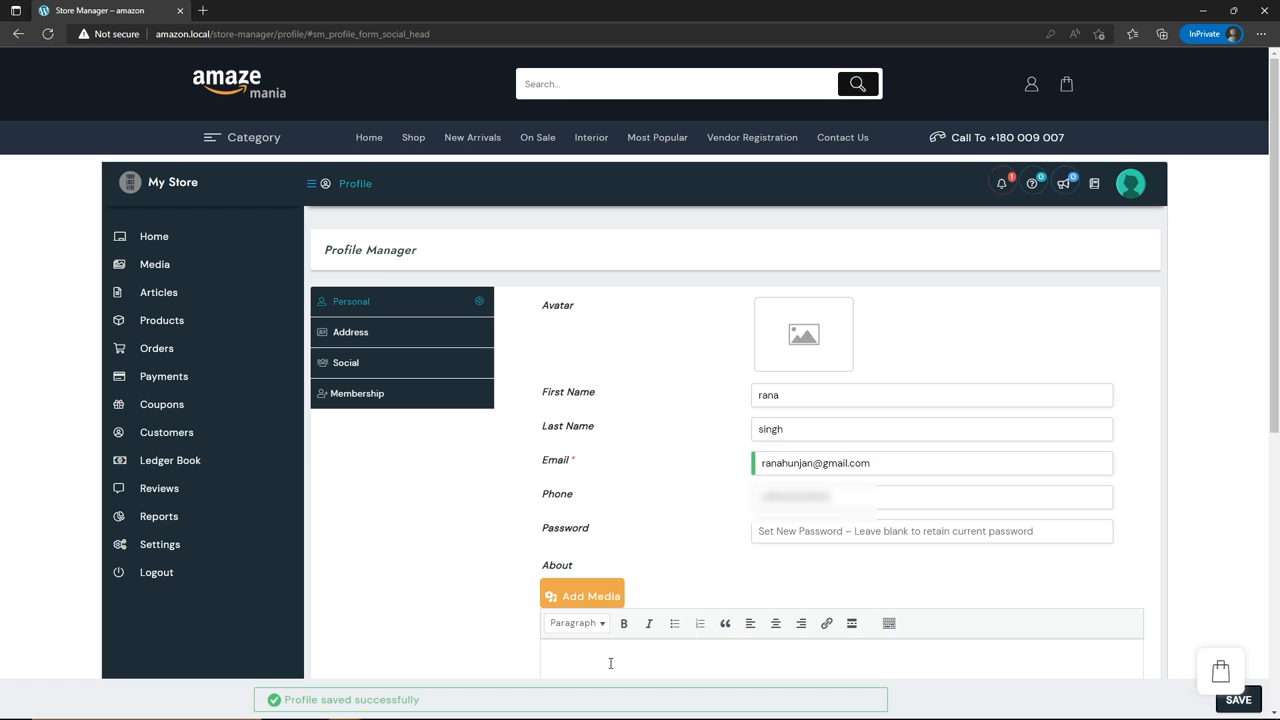 Store Manager – amazon
Not secure
amazon.local/store-manager/profile/#sm_profile_form_social_head
InPrivate
amaze
mania
Search...
Category
Home
Shop
New Arrivals
On Sale
Interior
Most Popular
Vendor Registration
Contact Us
Call To +180 009 007
My Store
Profile
1
0
0
Home
Media
Articles
Products
Orders
Payments
Coupons
Customers
Ledger Book
Reviews
Reports
Settings
Logout
Profile Manager
Personal
Address
Social
Membership
Avatar
First Name
rana
Last Name
singh
Email *
ranahunjan@gmail.com
Phone
Password
Set New Password – Leave blank to retain current password
About
Add Media
Paragraph
B
I
Profile saved successfully
SAVE